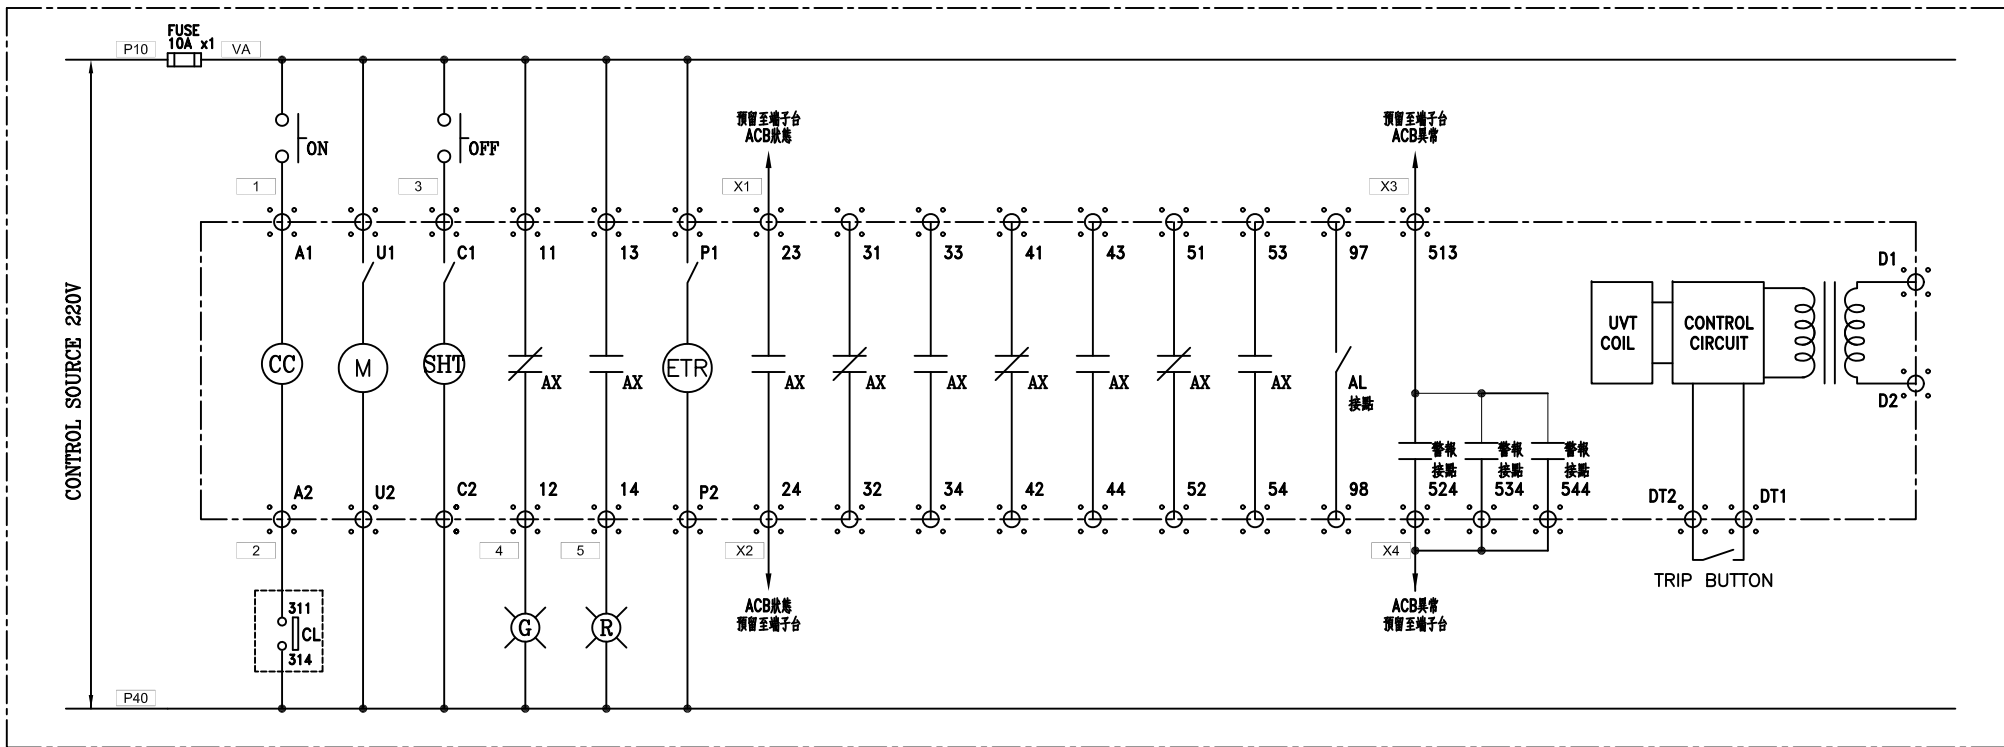 FUSE
10A x1
P10
VA
預留至端子台
ACB狀態
預留至端子台
ACB異常
ON
OFF
1
3
X1
X3
A1
U1
C1
11
13
P1
23
31
33
41
43
51
53
97
513
D1
CONTROL SOURCE 220V
UVT
COIL
CONTROL
CIRCUIT
CC
M
SHT
AX
AX
ETR
AX
AX
AX
AX
AX
AX
AX
AL
接點
D2
警報
接點
警報
接點
警報
接點
A2
U2
C2
12
14
P2
24
32
34
42
44
52
54
98
524
534
544
DT2
DT1
2
4
5
X2
X4
TRIP BUTTON
311
CL
314
G
R
ACB狀態
預留至端子台
ACB異常
預留至端子台
P40